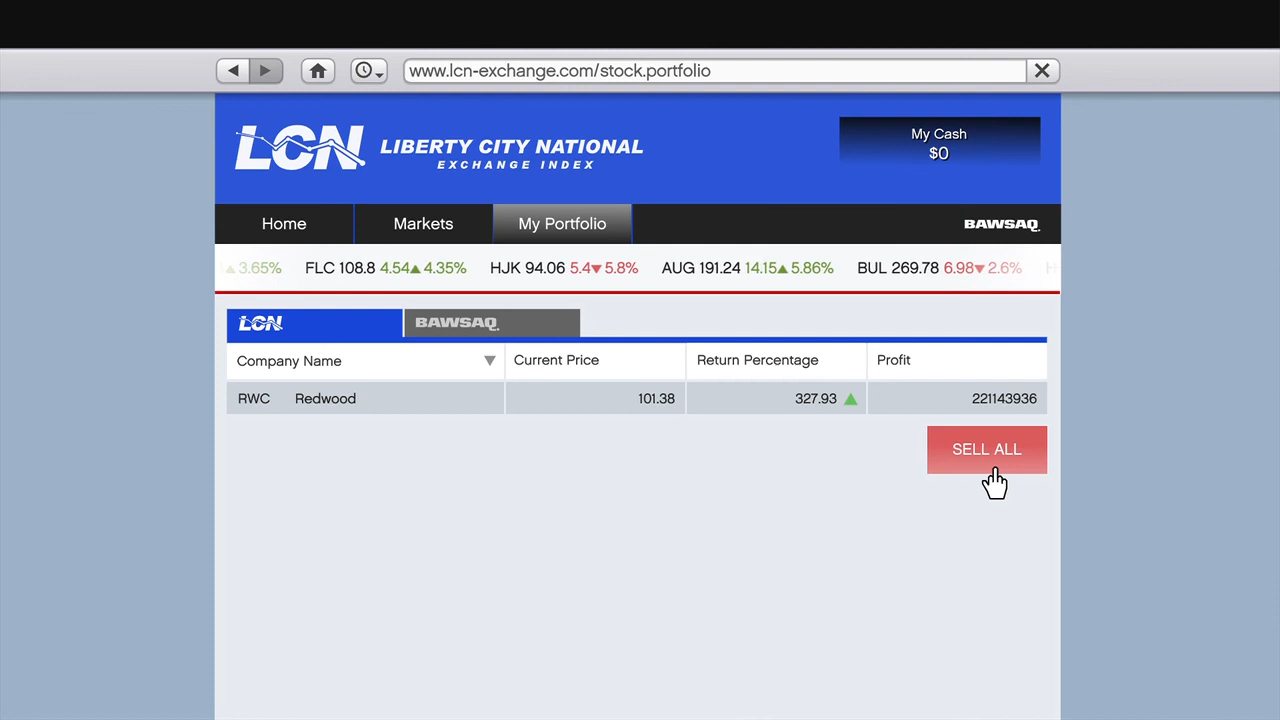 www.lcn-exchange.com/stock.portfolio
LCN LIBERTY CITY NATIONAL
EXCHANGE INDEX
My Cash
$0
Home Markets My Portfolio BAWSAQ
3.65% FLC 108.8 4.54▲4.35% HJK 94.06 5.4▼5.8% AUG 191.24 14.15▲5.86% BUL 269.78 6.98▼2.6%
LCN BAWSAQ
Company Name Current Price Return Percentage Profit
RWC Redwood 101.38 327.93 221143936
SELL ALL